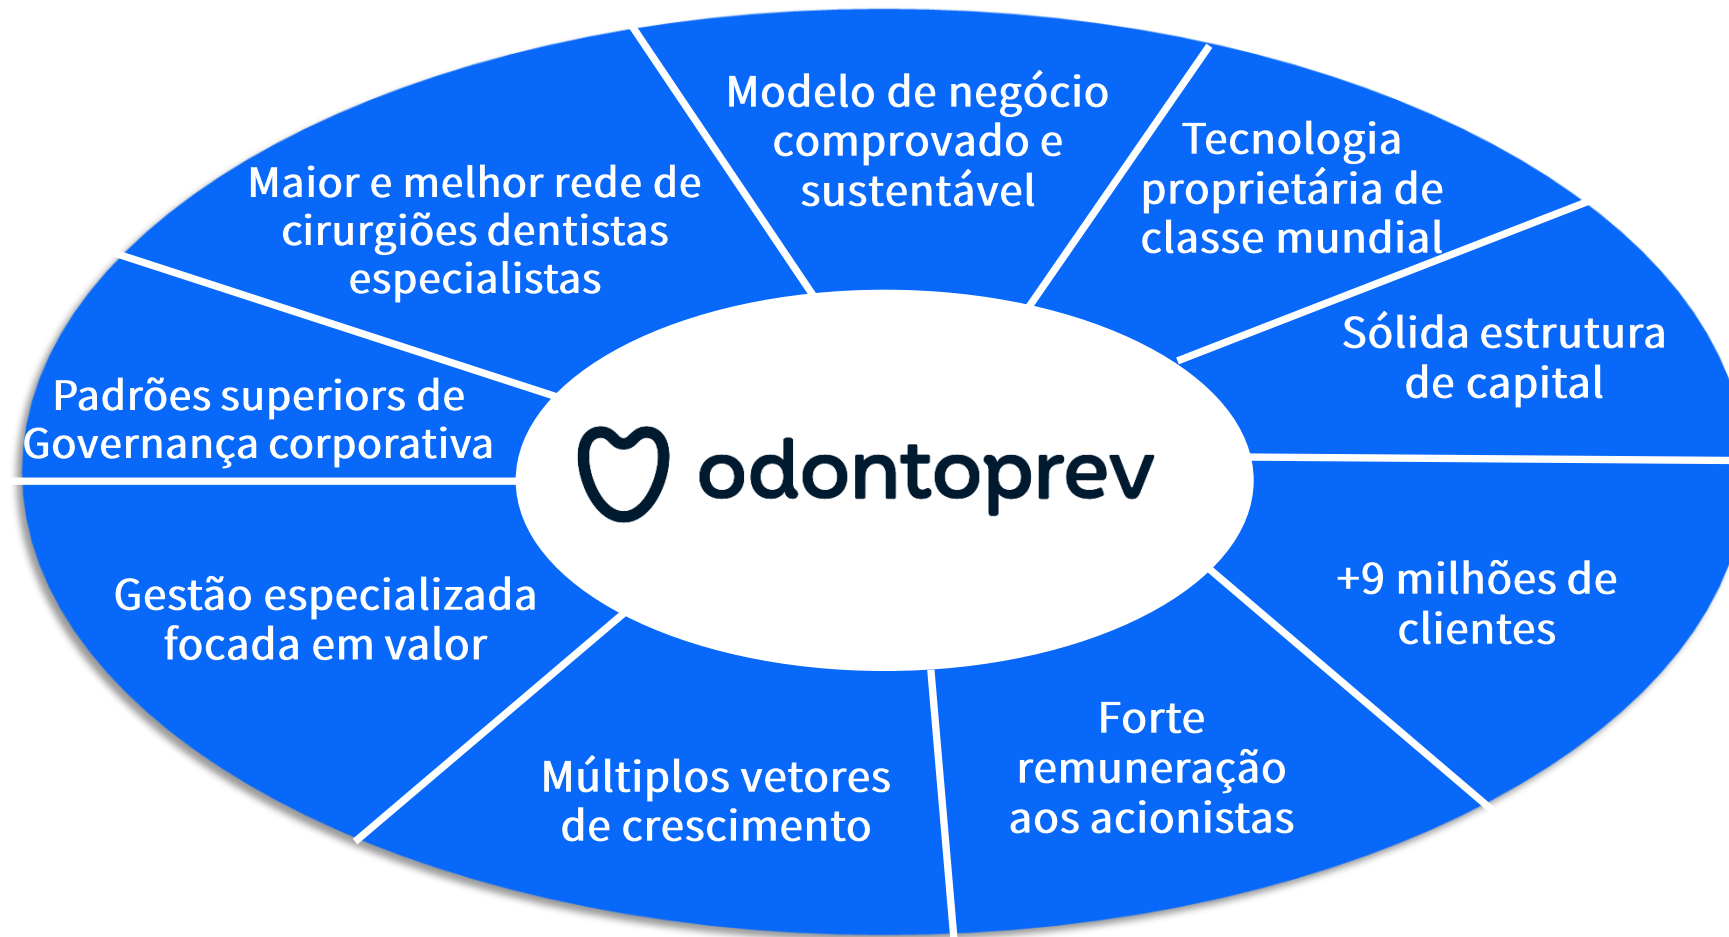 Modelo de negócio
comprovado e
sustentável
Tecnologia
proprietária de
classe mundial
Maior e melhor rede de
cirurgiões dentistas
especialistas
Sólida estrutura
de capital
Padrões superiors de
Governança corporativa
odontoprev
+9 milhões de
clientes
Gestão especializada
focada em valor
Forte
remuneração
aos acionistas
Múltiplos vetores
de crescimento